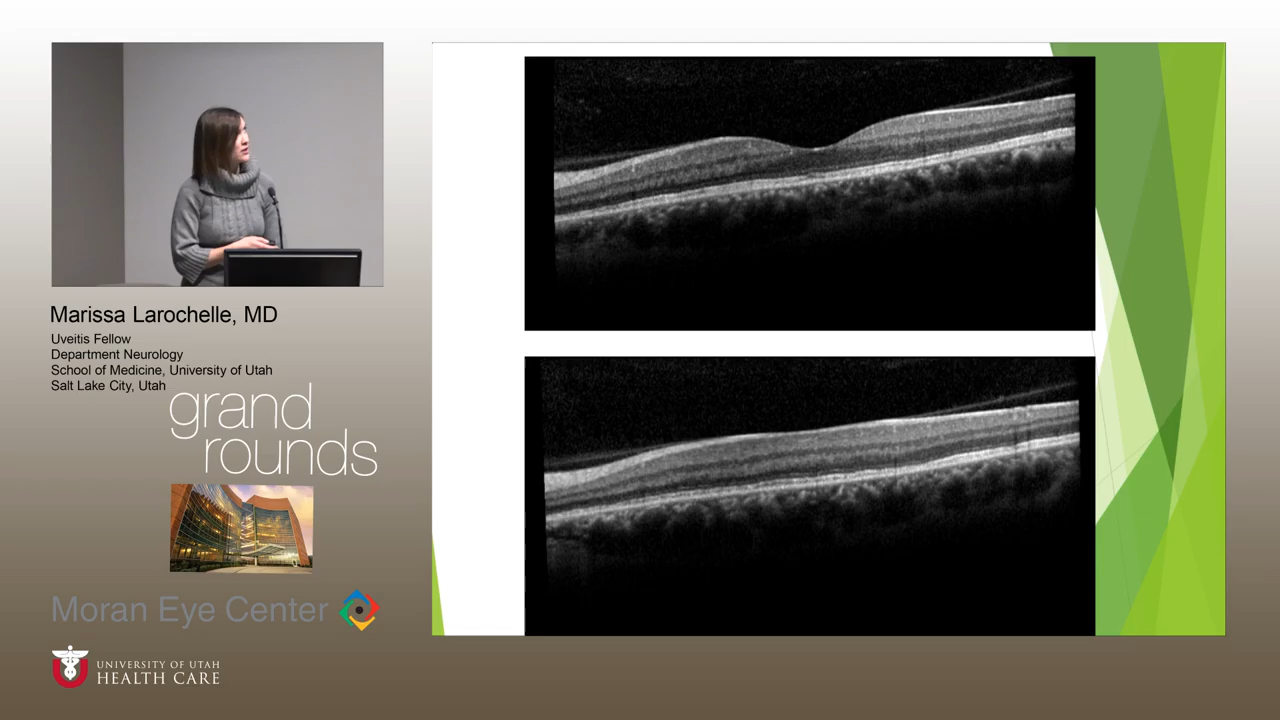 Marissa Larochelle, MD
Uveitis Fellow
Department Neurology
School of Medicine, University of Utah
Salt Lake City, Utah
grand
rounds
Moran Eye Center
UNIVERSITY OF UTAH
HEALTH CARE